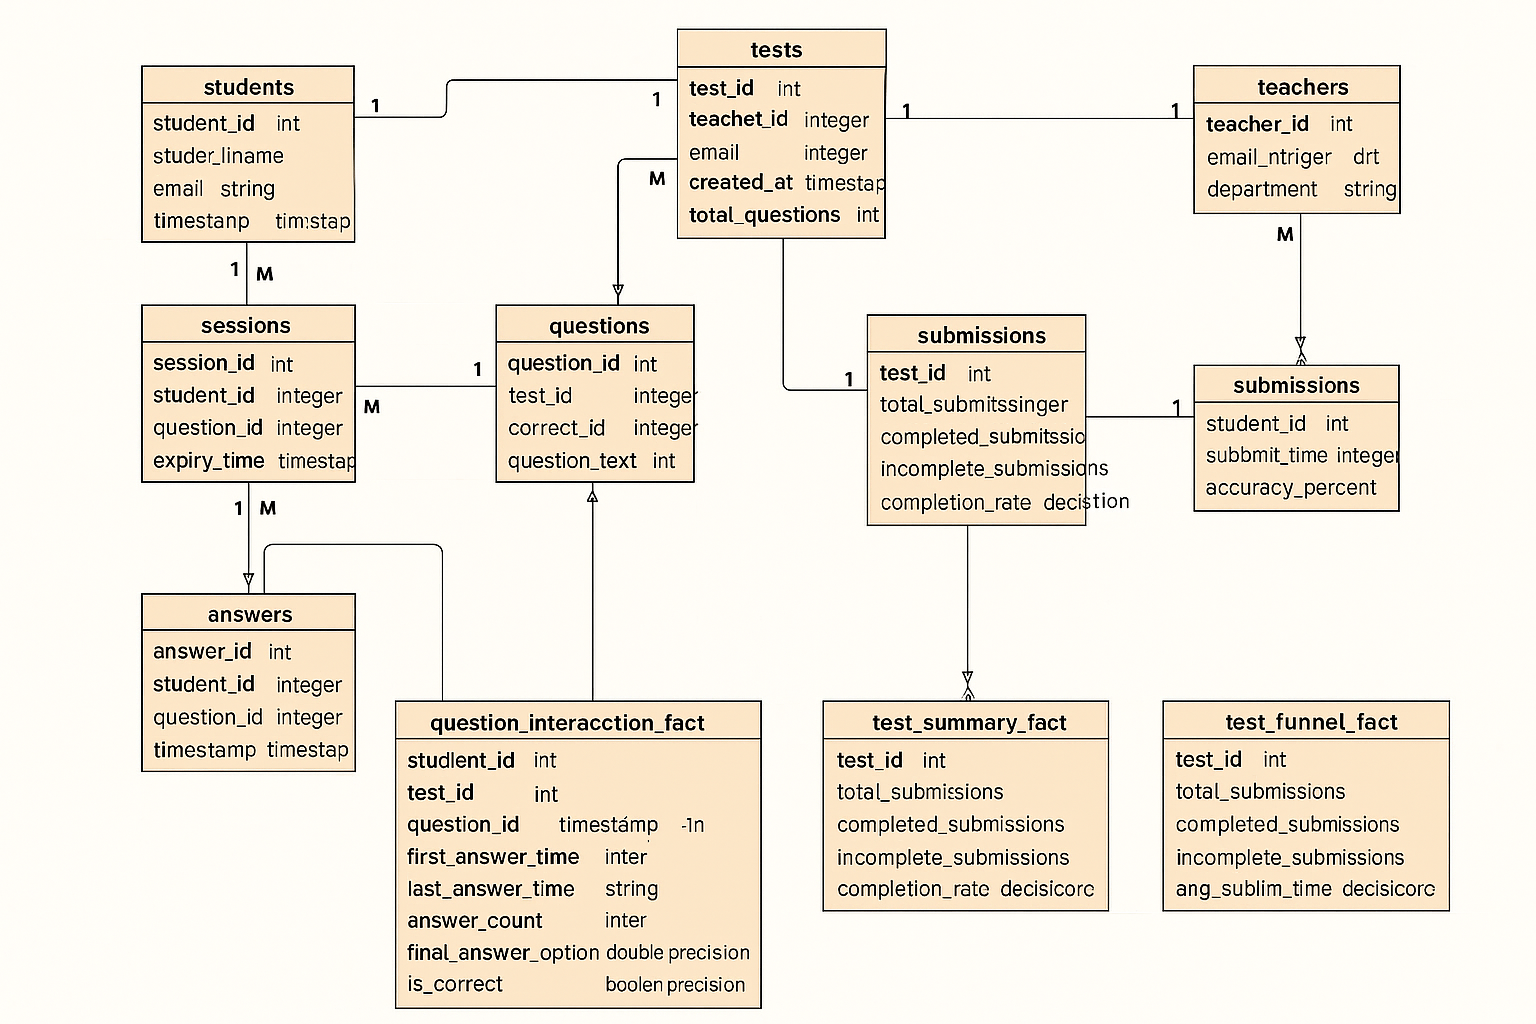 students
student_id int
studer_liname
email string
timestanp timstap
1
1
tests
test_id int
teachet_id integer
email integer
created_at timestap
total_questions int
M
1
1
teachers
teacher_id int
email_ntriger drt
department string
M
1
M
sessions
session_id int
student_id integer
question_id integer
expiry_time timestap
1
M
questions
question_id int
test_id integer
correct_id integer
question_text int
1
submissions
test_id int
total_submitssinger
completed_submitssio
incomplete_submissions
completion_rate decistion
1
submissions
student_id int
subbmit_time integer
accuracy_percent
1
M
answers
answer_id int
student_id integer
question_id integer
timestamp timestap
question_interacction_fact
student_id int
test_id int
question_id timestámp -1n
first_answer_time inter
last_answer_time string
answer_count inter
final_answer_option double precision
is_correct boolen precision
test_summary_fact
test_id int
total_submissions
completed_submissions
incomplete_submissions
completion_rate decisicorc
test_funnel_fact
test_id int
total_submissions
completed_submissions
incomplete_submissions
ang_sublim_time decisicorc